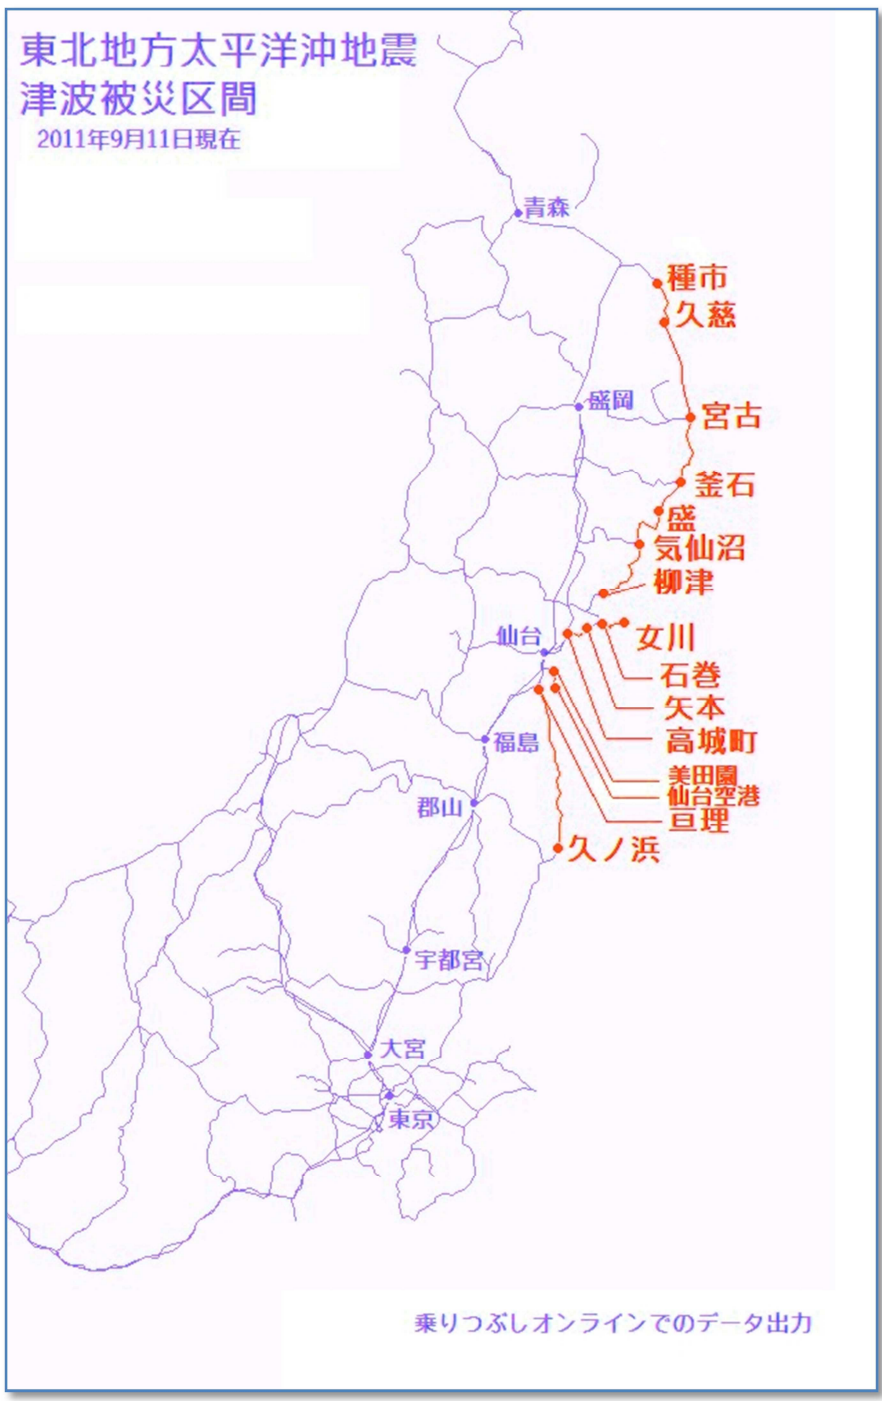 東北地方太平洋沖地震
津波被災区間
2011年9月11日現在
青森
種市
久慈
盛岡
宮古
釜石
盛
気仙沼
柳津
仙台
女川
石巻
矢本
高城町
福島
美田園
仙台空港
亘理
郡山
久ノ浜
宇都宮
大宮
東京
乗りつぶしオンラインでのデータ出力